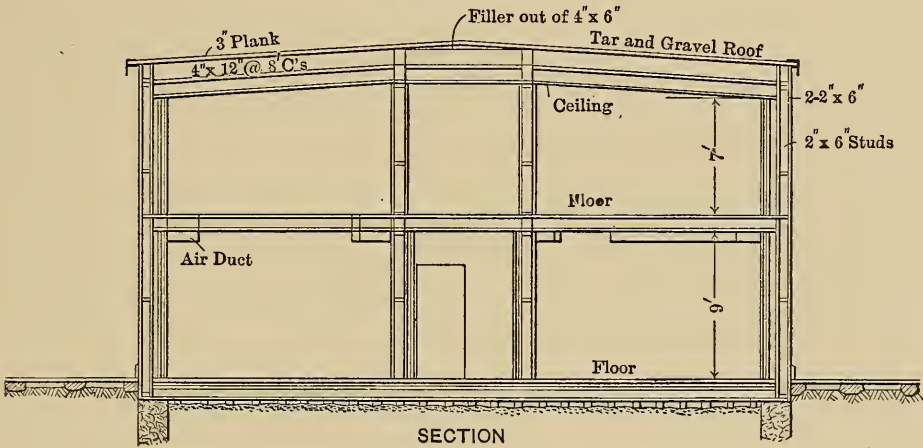 Filler out of 4"x 6"
3" Plank
Tar and Gravel Roof
4"x 12"@ 8'C's
Ceiling
2-2"x 6"
2"x 6" Studs
7'
Floor
Air Duct
9'
Floor
SECTION